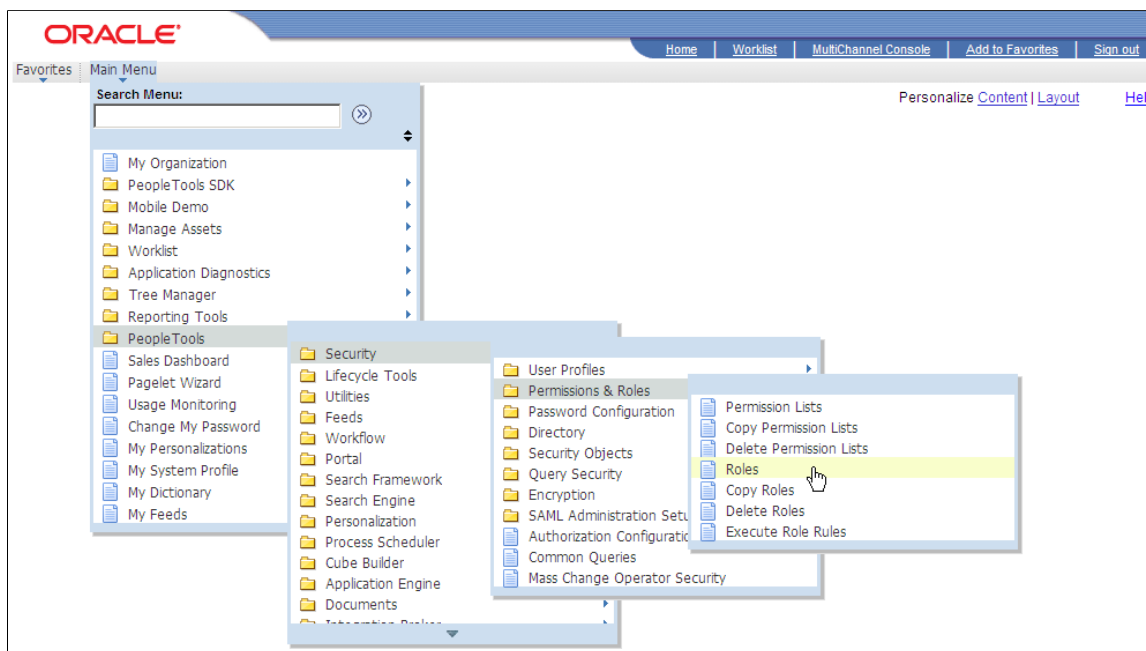 ORACLE
Home | Worklist | MultiChannel Console | Add to Favorites | Sign out
Favorites Main Menu
Personalize Content | Layout
Search Menu:
My Organization
PeopleTools SDK
Mobile Demo
Manage Assets
Worklist
Application Diagnostics
Tree Manager
Reporting Tools
PeopleTools
Sales Dashboard
Pagelet Wizard
Usage Monitoring
Change My Password
My Personalizations
My System Profile
My Dictionary
My Feeds
Security
Lifecycle Tools
Utilities
Feeds
Workflow
Portal
Search Framework
Search Engine
Personalization
Process Scheduler
Cube Builder
Application Engine
Documents
User Profiles
Permissions & Roles
Password Configuration
Directory
Security Objects
Query Security
Encryption
SAML Administration Setu
Authorization Configuratio
Common Queries
Mass Change Operator Security
Permission Lists
Copy Permission Lists
Delete Permission Lists
Roles
Copy Roles
Delete Roles
Execute Role Rules